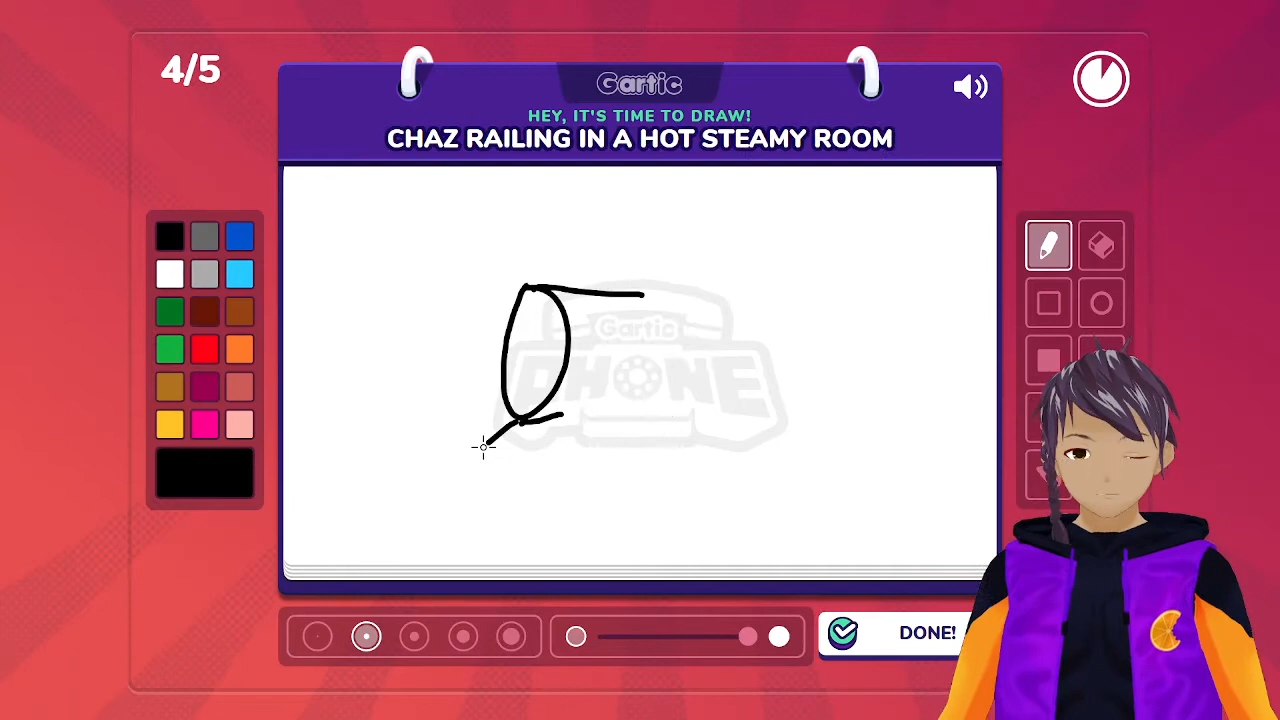 4/5
Gartic
HEY, IT'S TIME TO DRAW!
CHAZ RAILING IN A HOT STEAMY ROOM
Gartic
PHONE
DONE!